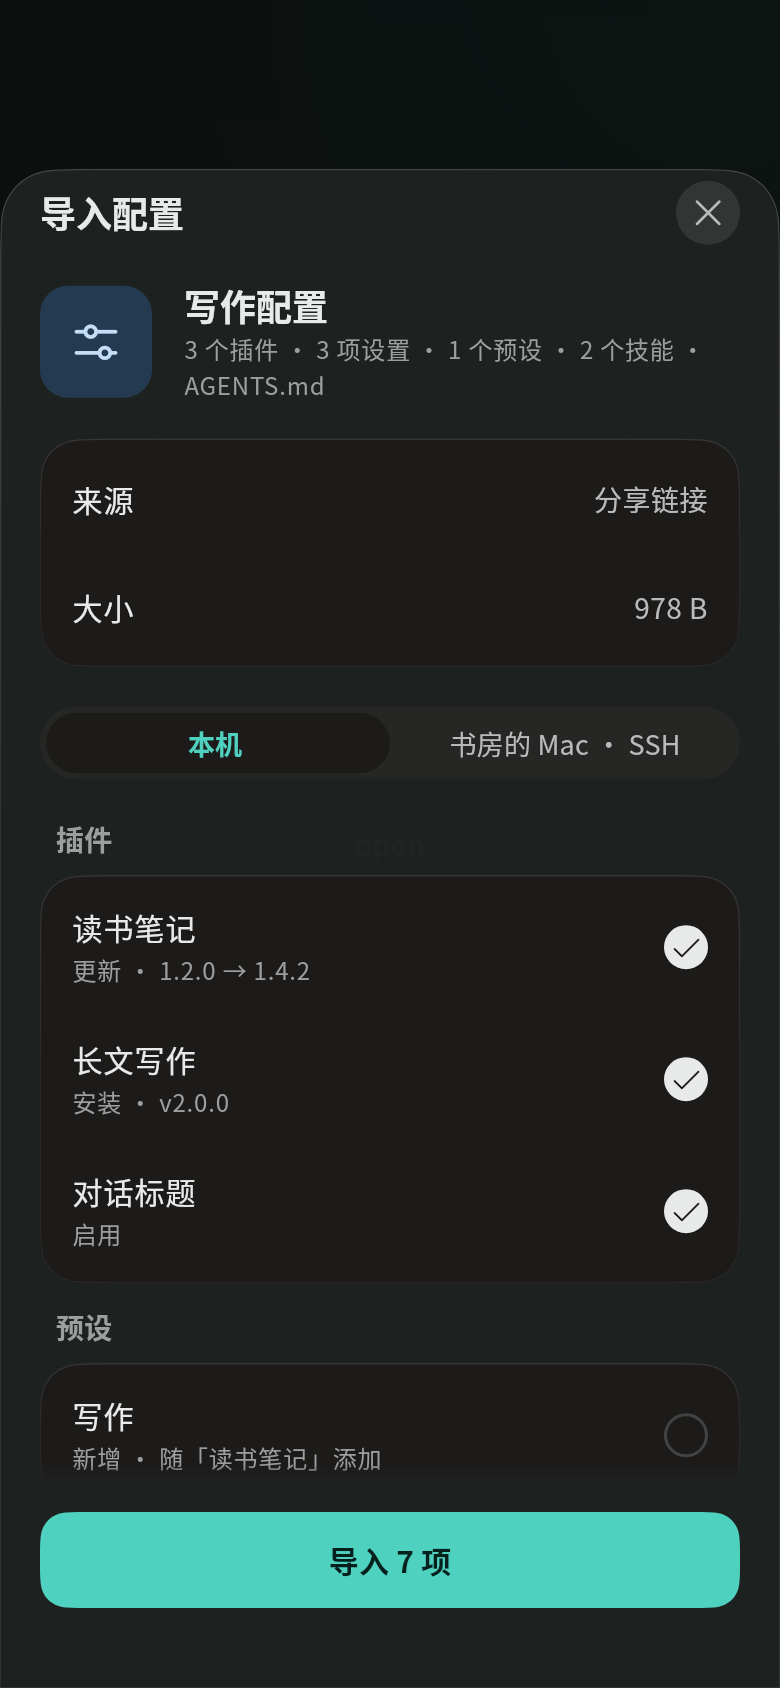 导入配置
写作配置
3 个插件 · 3 项设置 · 1 个预设 · 2 个技能 ·
AGENTS.md
来源
分享链接
大小
978 B
本机
书房的 Mac · SSH
插件
open
读书笔记
更新 · 1.2.0 → 1.4.2
长文写作
安装 · v2.0.0
对话标题
启用
预设
写作
新增 · 随「读书笔记」添加
导入 7 项